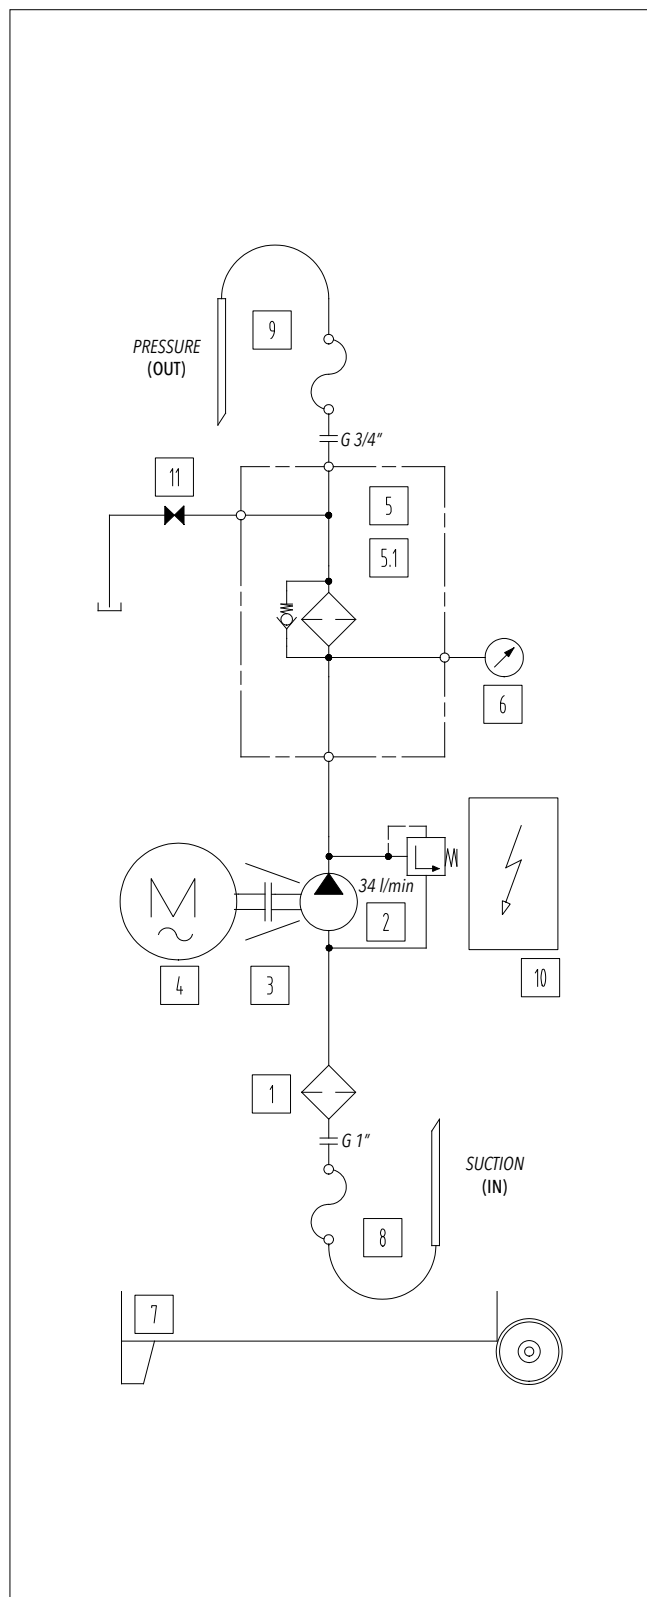 9
PRESSURE
(OUT)
G 3/4"
11
5
5.1
6
M
34 l/min
2
4
3
10
1
G 1"
SUCTION
(IN)
8
7